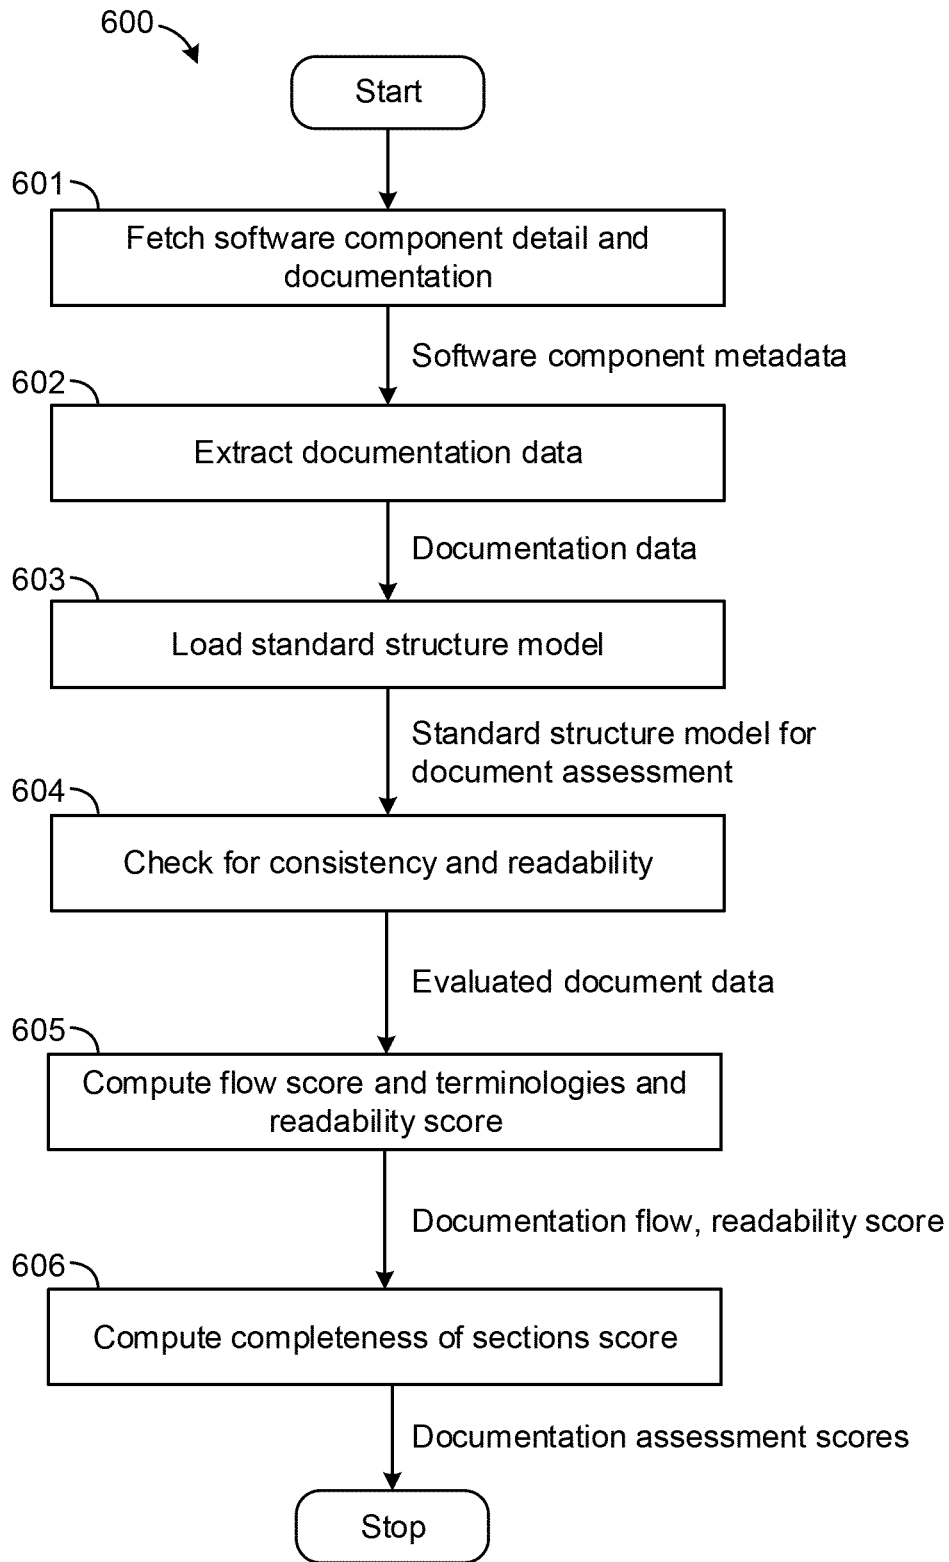 600
Start
601
Fetch software component detail and
documentation
Software component metadata
602
Extract documentation data
Documentation data
603
Load standard structure model
Standard structure model for
document assessment
604
Check for consistency and readability
Evaluated document data
605
Compute flow score and terminologies and
readability score
Documentation flow, readability score
606
Compute completeness of sections score
Documentation assessment scores
Stop